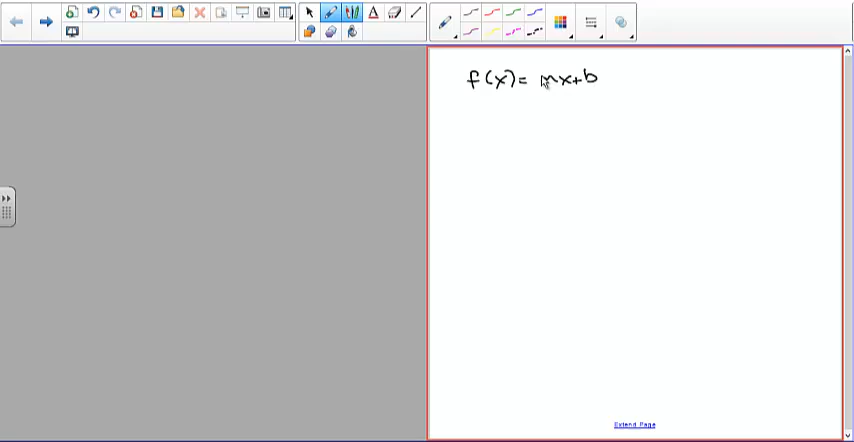 f(x)= mx+b
Extend Page